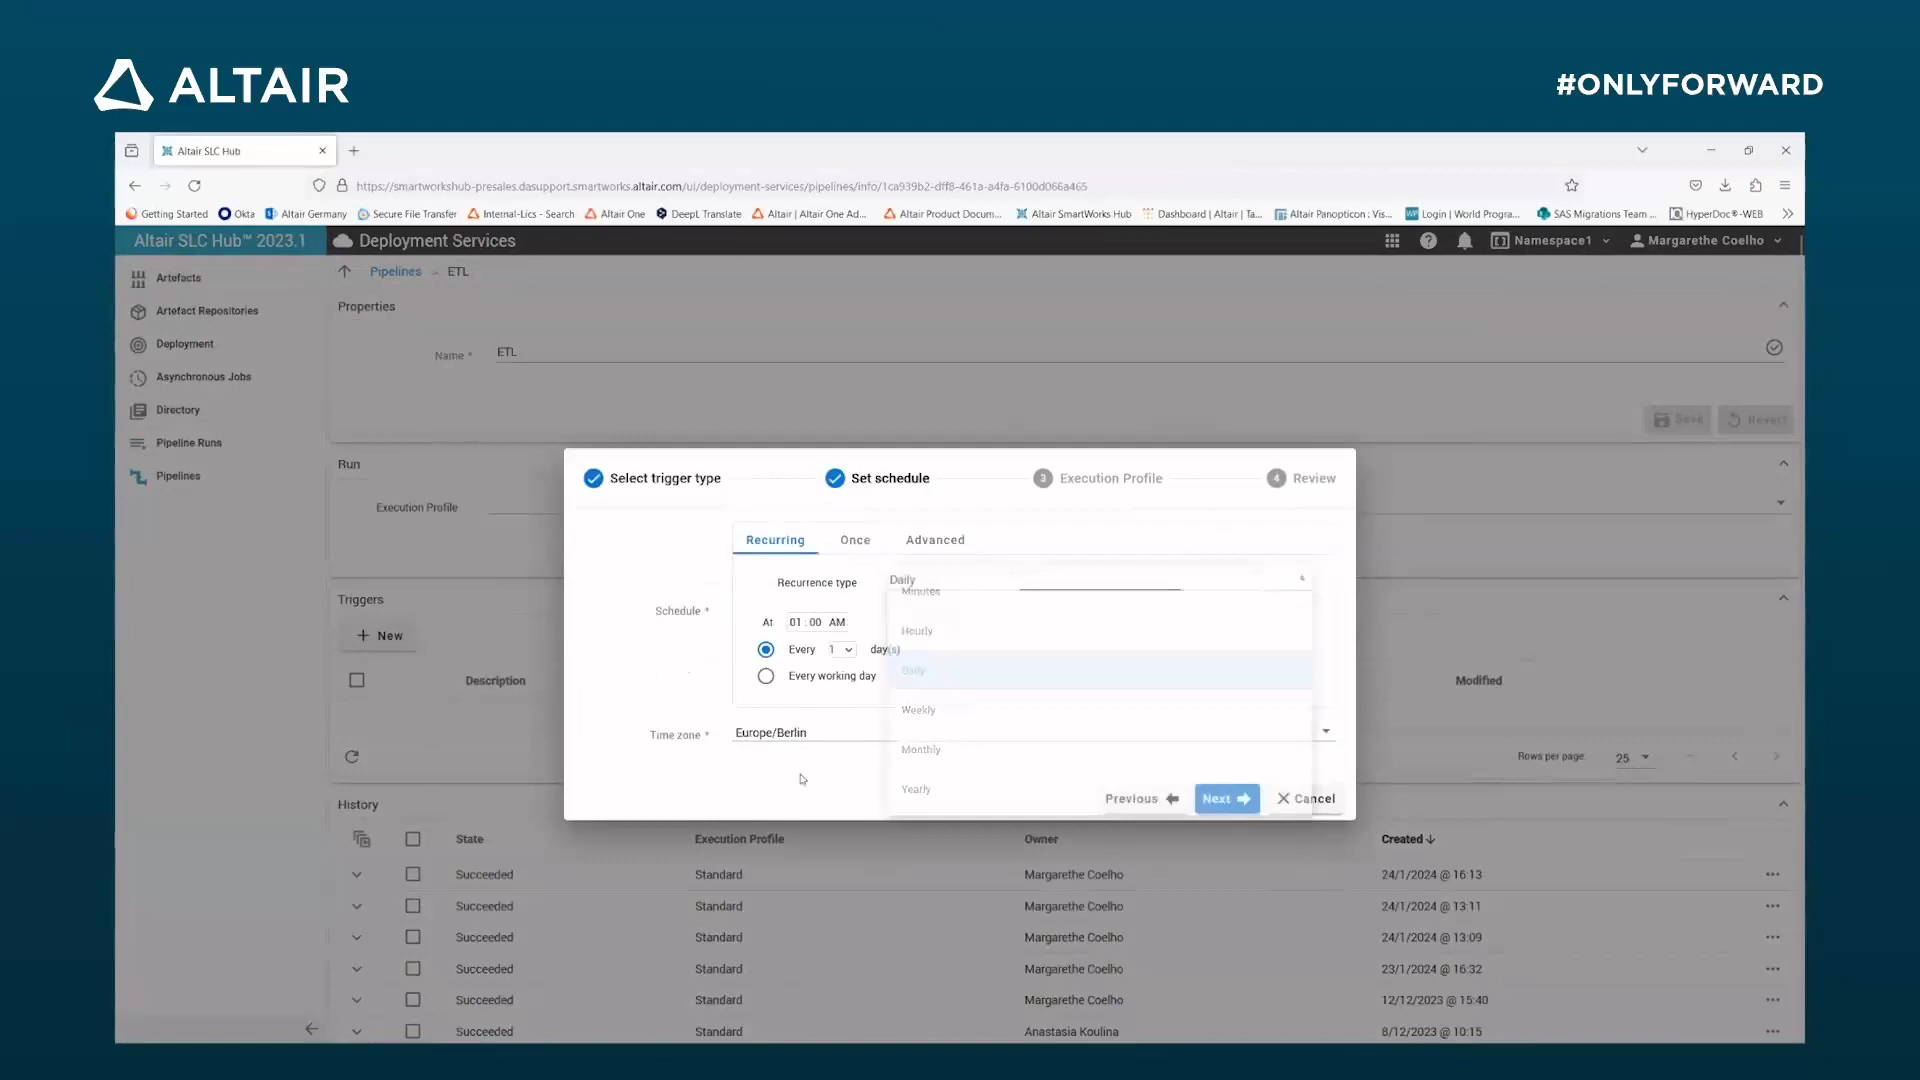 ALTAIR
#ONLYFORWARD
Altair SLC Hub
https://smartworkshub-presales.dasupport.smartworks.altair.com/ui/deployment-services/pipelines/info/1ca939b2-dff8-461a-a4fa-6100d066a465
Getting Started Okta Altair Germany Secure File Transfer Internal-Lics - Search Altair One DeepL Translate Altair | Altair One Ad... Altair Product Docum... Altair SmartWorks Hub Dashboard | Altair | Ta... Altair Panopticon : Vis... Login | World Progra... SAS Migrations Team ... HyperDoc®-WEB
Altair SLC Hub™ 2023.1 Deployment Services Namespace1 Margarethe Coelho
Artefacts
Artefact Repositories
Deployment
Asynchronous Jobs
Directory
Pipeline Runs
Pipelines
Pipelines ETL
Properties
Name * ETL
Save Revert
Run
Execution Profile
Triggers
New
Description Modified
Rows per page: 25
Select trigger type Set schedule 3 Execution Profile 4 Review
Recurring Once Advanced
Schedule *
Recurrence type Daily
At 01 : 00 AM
Every 1 day(s)
Every working day
Minutes
Hourly
Daily
Weekly
Monthly
Yearly
Time zone * Europe/Berlin
Previous Next Cancel
History
State Execution Profile Owner Created
Succeeded Standard Margarethe Coelho 24/1/2024 @ 16:13
Succeeded Standard Margarethe Coelho 24/1/2024 @ 13:11
Succeeded Standard Margarethe Coelho 24/1/2024 @ 13:09
Succeeded Standard Margarethe Coelho 23/1/2024 @ 16:32
Succeeded Standard Margarethe Coelho 12/12/2023 @ 15:40
Succeeded Standard Anastasia Koulina 8/12/2023 @ 10:15